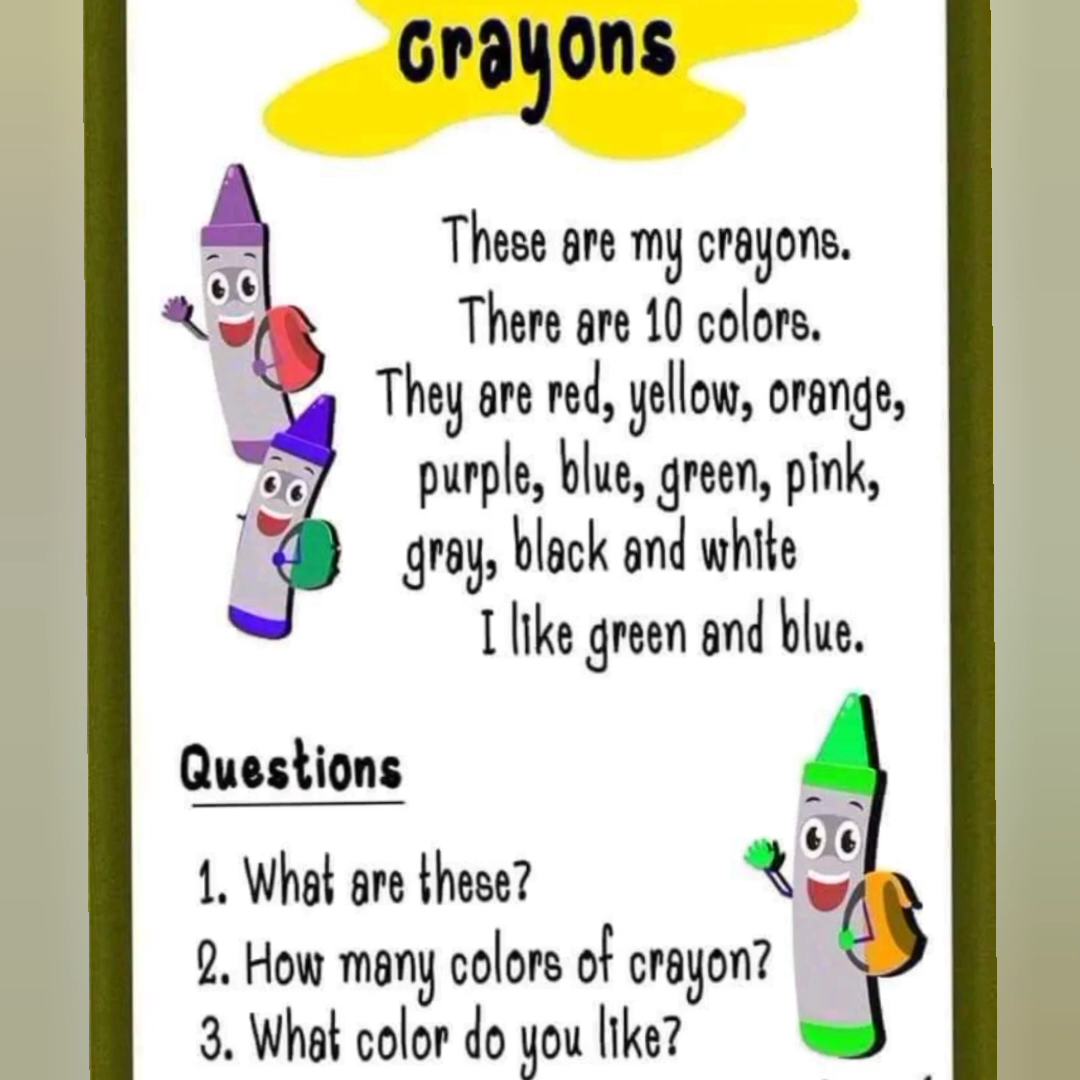 Crayons
These are my crayons.
There are 10 colors.
They are red, yellow, orange,
purple, blue, green, pink,
gray, black and white
I like green and blue.
Questions
1. What are these?
2. How many colors of crayon?
3. What color do you like?